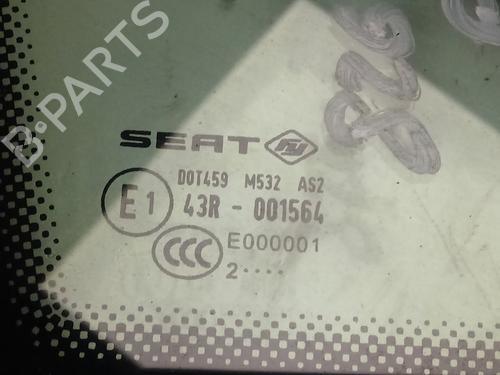 B-PARTS
SEAT
DOT459 M532 AS2
E1 43R - 001564
CCC E000001
2····